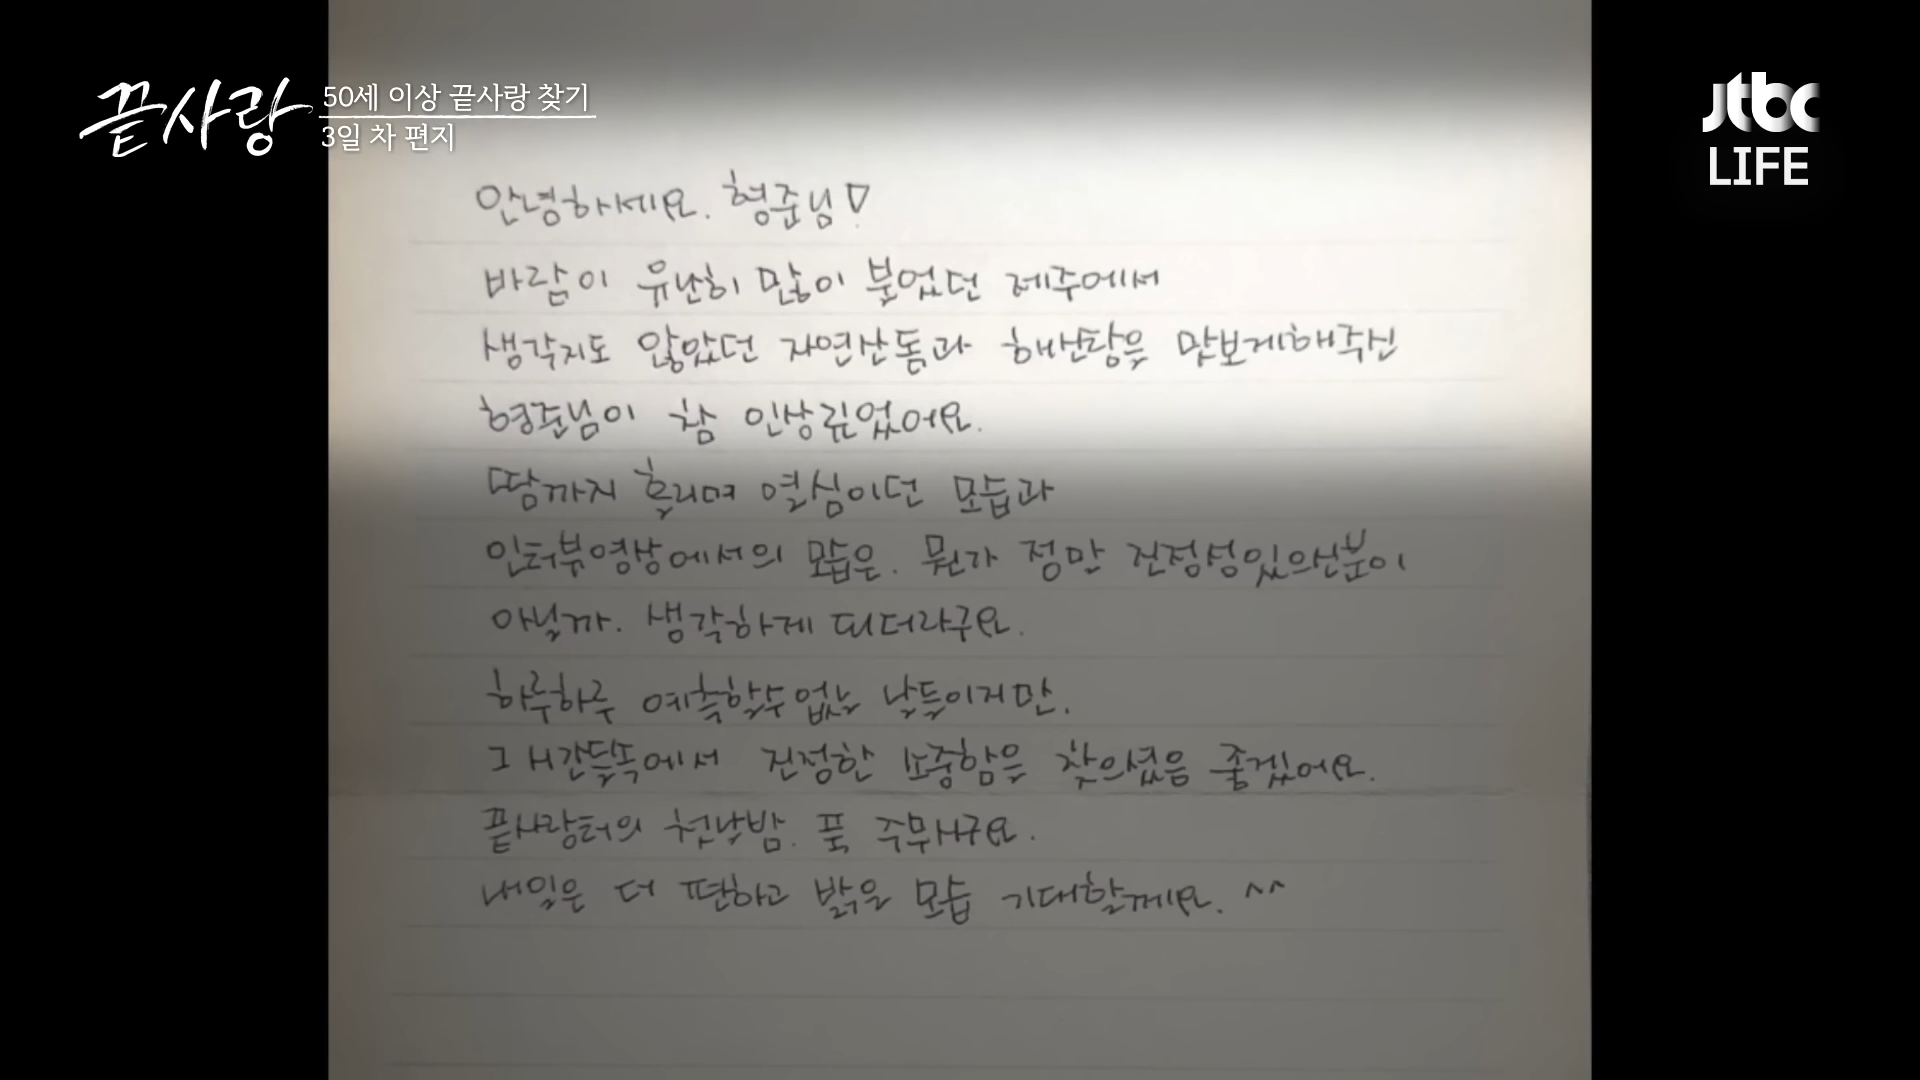 끝사랑
50세 이상 끝사랑 찾기
3일 차 편지
jtbc
LIFE
안녕하세요. 형준님♡
바람이 유난히 많이 불었던 제주에서
생각지도 않았던 자연산돔과 해산탕을 맛보게해주신
형준님이 참 인상깊었어요.
땀까지 흘리며 열심이던 모습과
인터뷰영상에서의 모습은. 뭔가 정말 진정성있으신분이
아닐까. 생각하게 되더라구요.
하루하루 예측할수없는 날들이지만.
그 시간들속에서 진정한 소중함을 찾으셨음 좋겠어요.
끝사랑터의 첫날밤. 푹 주무시구요.
내일은 더 편하고 밝은 모습 기대할께요. ^^